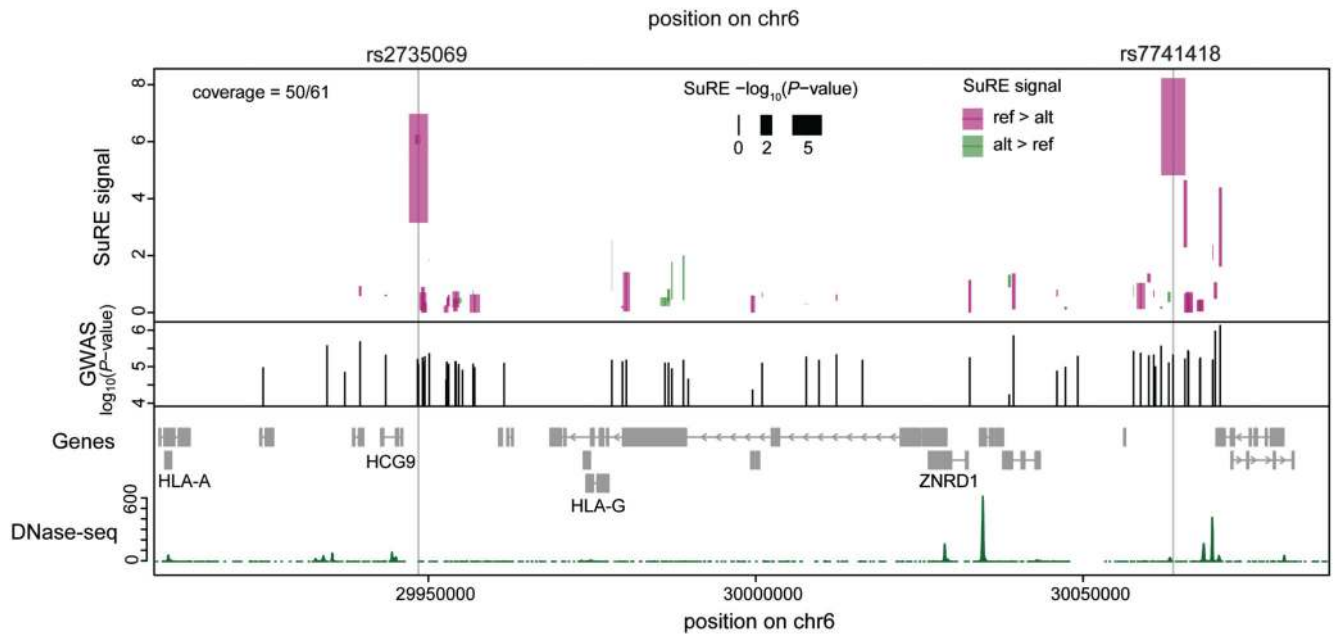 position on chr6
rs2735069
rs7741418
coverage = 50/61
SuRE −log10(P−value)
0 2 5
SuRE signal
ref > alt
alt > ref
SuRE signal
8
6
4
2
0
GWAS
log10(P−value)
6
5
4
Genes
HLA-A
HCG9
HLA-G
ZNRD1
DNase-seq
600
0
29950000 30000000 30050000
position on chr6